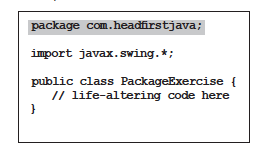 package com.headfirstjava;
import javax.swing.*;
public class PackageExercise {
// life-altering code here
}